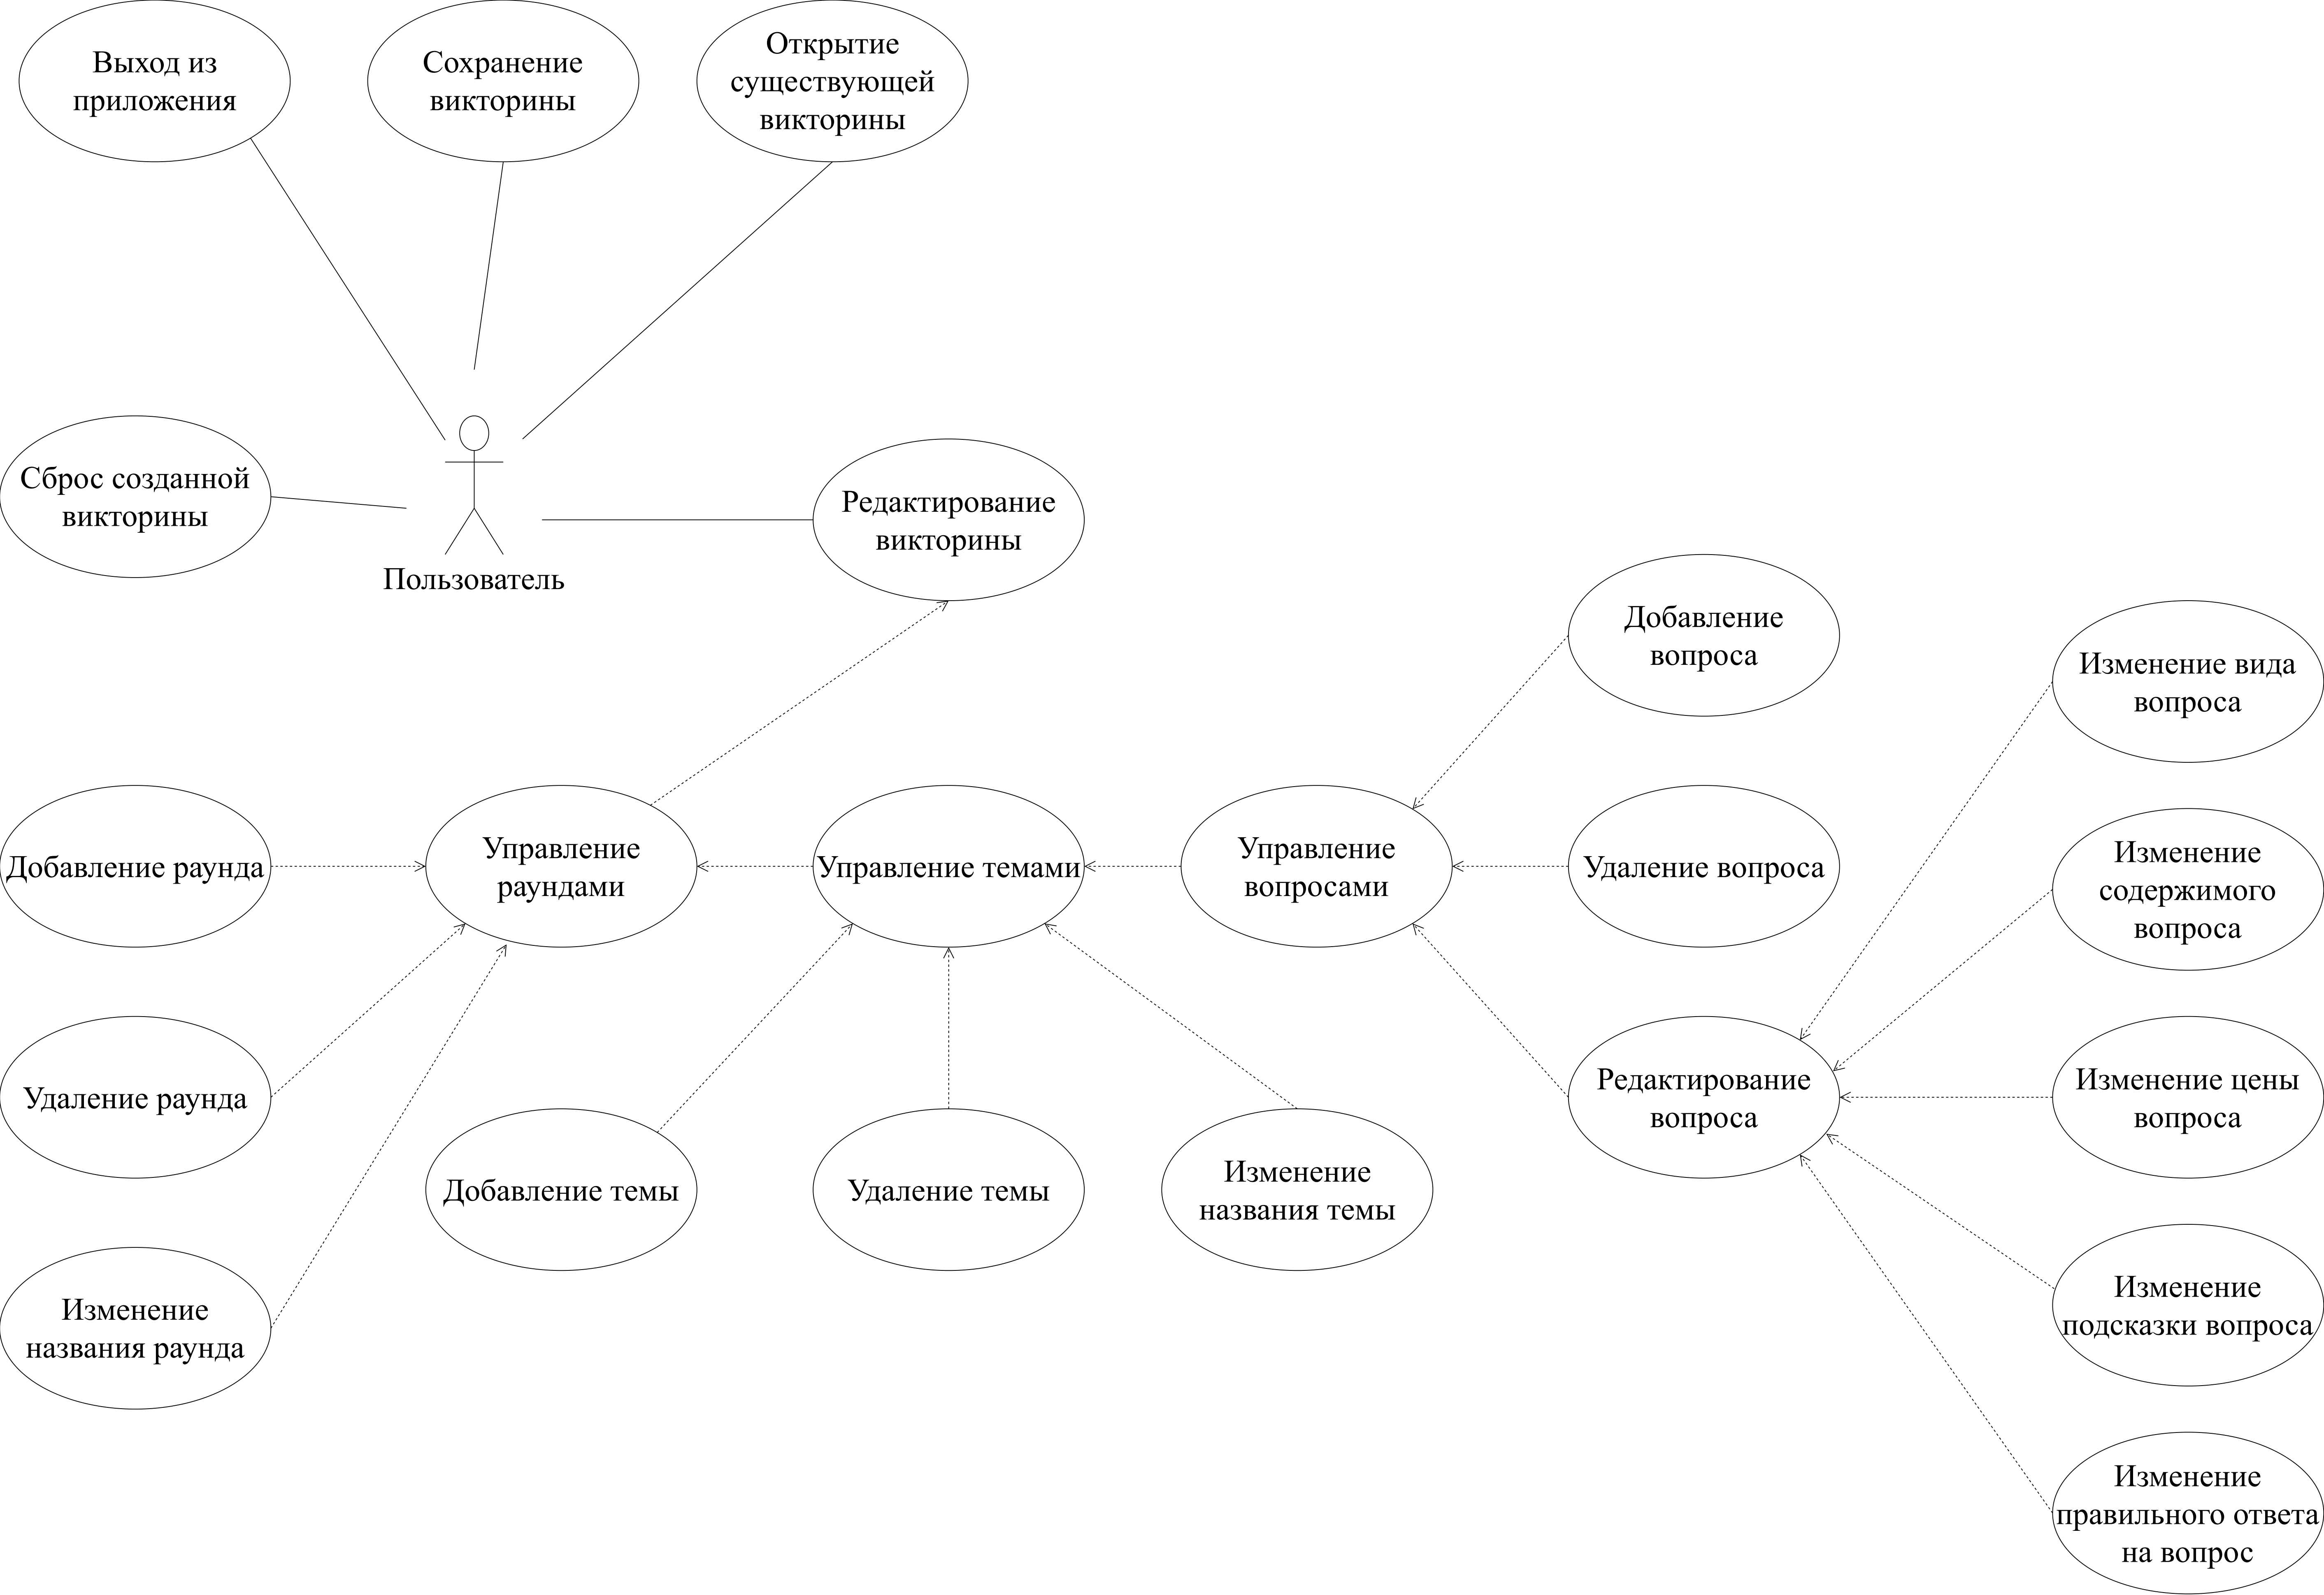 Выход из
приложения
Сохранение
викторины
Открытие
существующей
викторины
Сброс созданной
викторины
Пользователь
Редактирование
викторины
Добавление
вопроса
Изменение вида
вопроса
Добавление раунда
Управление
раундами
Управление темами
Управление
вопросами
Удаление вопроса
Изменение
содержимого
вопроса
Удаление раунда
Редактирование
вопроса
Изменение цены
вопроса
Добавление темы
Удаление темы
Изменение
названия темы
Изменение
названия раунда
Изменение
подсказки вопроса
Изменение
правильного ответа
на вопрос